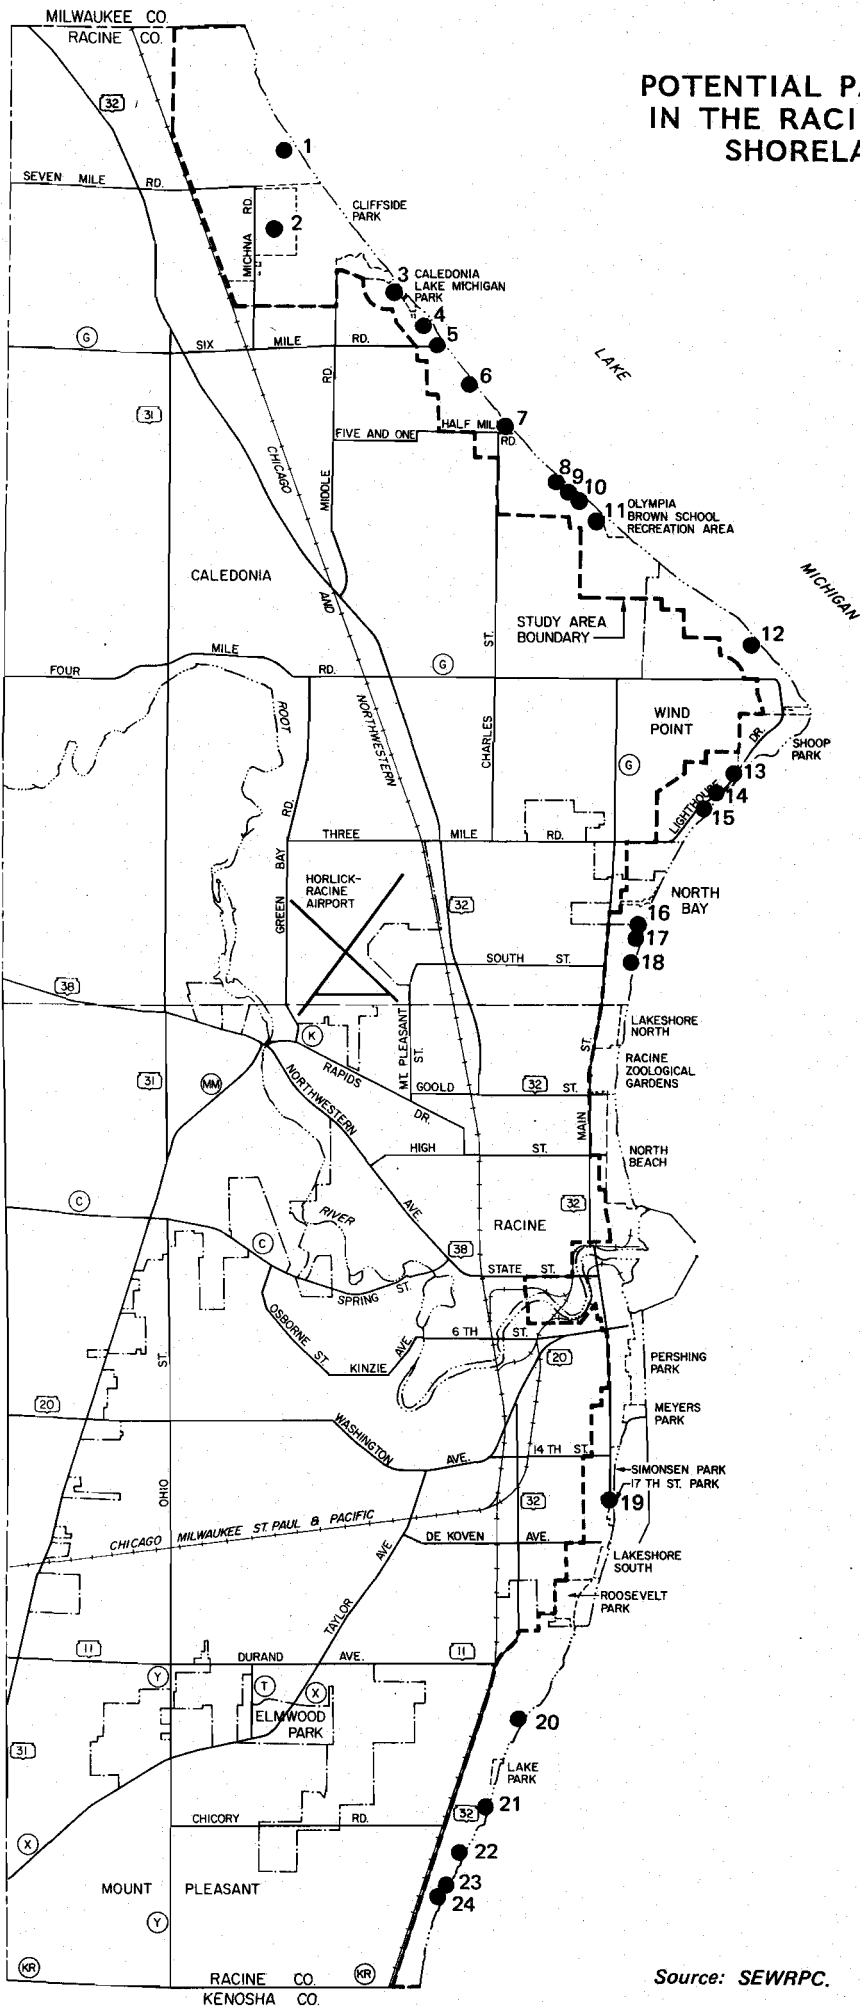 MILWAUKEE CO.
RACINE CO.
POTENTIAL
IN THE
32
1
SEVEN MILE RD.
MICHNA RD.
2
CLIFFSIDE
PARK
3
CALEDONIA
LAKE MICHIGAN
PARK
4
5
G
SIX MILE RD.
6
LAKE
31
7
FIVE AND ONE HALF MIL
RD.
MIDDLE RD.
CHICAGO AND NORTHWESTERN
8
9
10
11
OLYMPIA
BROWN SCHOOL
RECREATION AREA
CALEDONIA
MICHIGAN
STUDY AREA
BOUNDARY
12
FOUR MILE RD.
G
ROOT
CHARLES ST.
WIND
POINT
G
LIGHTHOUSE DR.
SHOOP
PARK
13
14
15
THREE MILE RD.
GREEN BAY RD.
HORLICK-
RACINE
AIRPORT
32
NORTH
BAY
16
17
18
SOUTH ST.
38
K
MT. PLEASANT ST.
LAKESHORE
NORTH
31
MM
RAPIDS DR.
GOOLD ST.
32
RACINE
ZOOLOGICAL
GARDENS
NORTHWESTERN AVE.
MAIN ST.
HIGH ST.
NORTH
BEACH
C
RIVER
RACINE
32
C
38
STATE ST.
SPRING ST.
OSBORNE ST.
6 TH ST.
KINZIE AVE.
20
PERSHING
PARK
ST.
20
MEYERS
PARK
WASHINGTON AVE.
14 TH ST.
SIMONSEN PARK
17 TH ST. PARK
19
OHIO
32
CHICAGO MILWAUKEE ST. PAUL & PACIFIC
DE KOVEN AVE.
LAKESHORE
SOUTH
TAYLOR AVE
ROOSEVELT
PARK
11
DURAND AVE.
11
Y
T
X
ELMWOOD
PARK
20
31
LAKE
PARK
32
21
CHICORY RD.
X
22
MOUNT PLEASANT
23
24
Y
KR
RACINE CO.
KR
KENOSHA CO.
Source: SEWRPC.